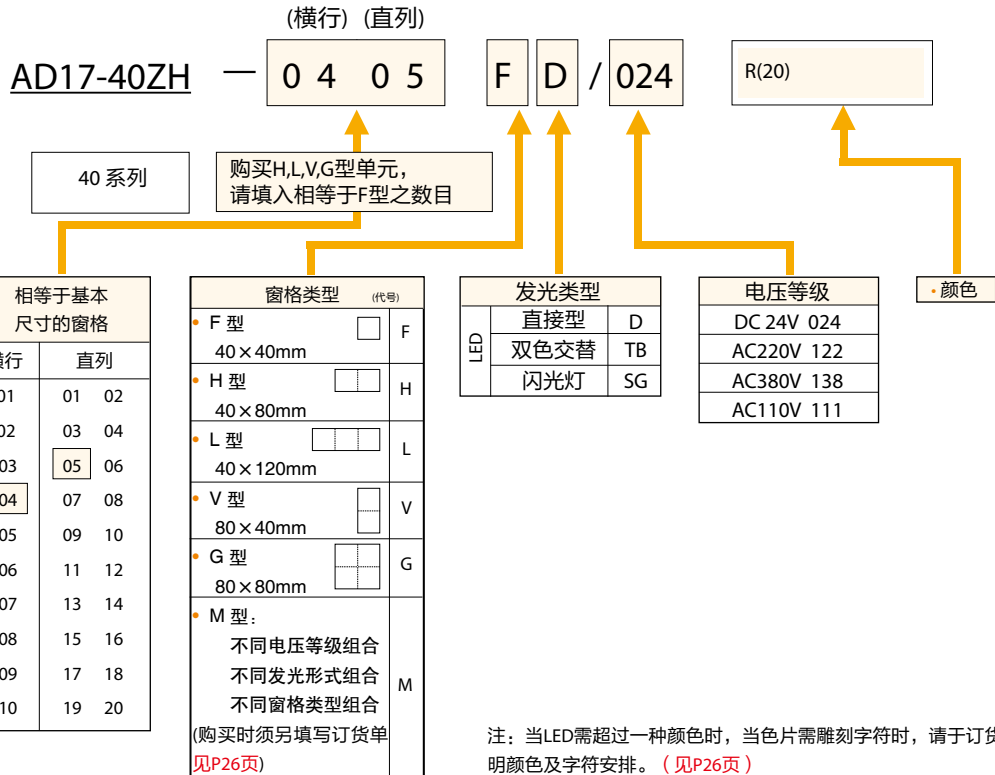 (横行) (直列)
AD17-40ZH — 0 4 0 5 F D / 024 R(20)
40 系列
购买H,L,V,G型单元，
请填入相等于F型之数目
相等于基本
尺寸的窗格
横行 直列
01 01 02
02 03 04
03 05 06
04 07 08
05 09 10
06 11 12
07 13 14
08 15 16
09 17 18
10 19 20
窗格类型 (代号)
• F 型 F
40×40mm
• H 型 H
40×80mm
• L 型 L
40×120mm
• V 型 V
80×40mm
• G 型 G
80×80mm
• M 型：
不同电压等级组合
不同发光形式组合
不同窗格类型组合
M
(购买时须另填写订货单
见P26页)
发光类型
LED
直接型 D
双色交替 TB
闪光灯 SG
电压等级
DC 24V 024
AC220V 122
AC380V 138
AC110V 111
•颜色
注：当LED需超过一种颜色时，当色片需雕刻字符时，请于订货
明颜色及字符安排。（见P26页）